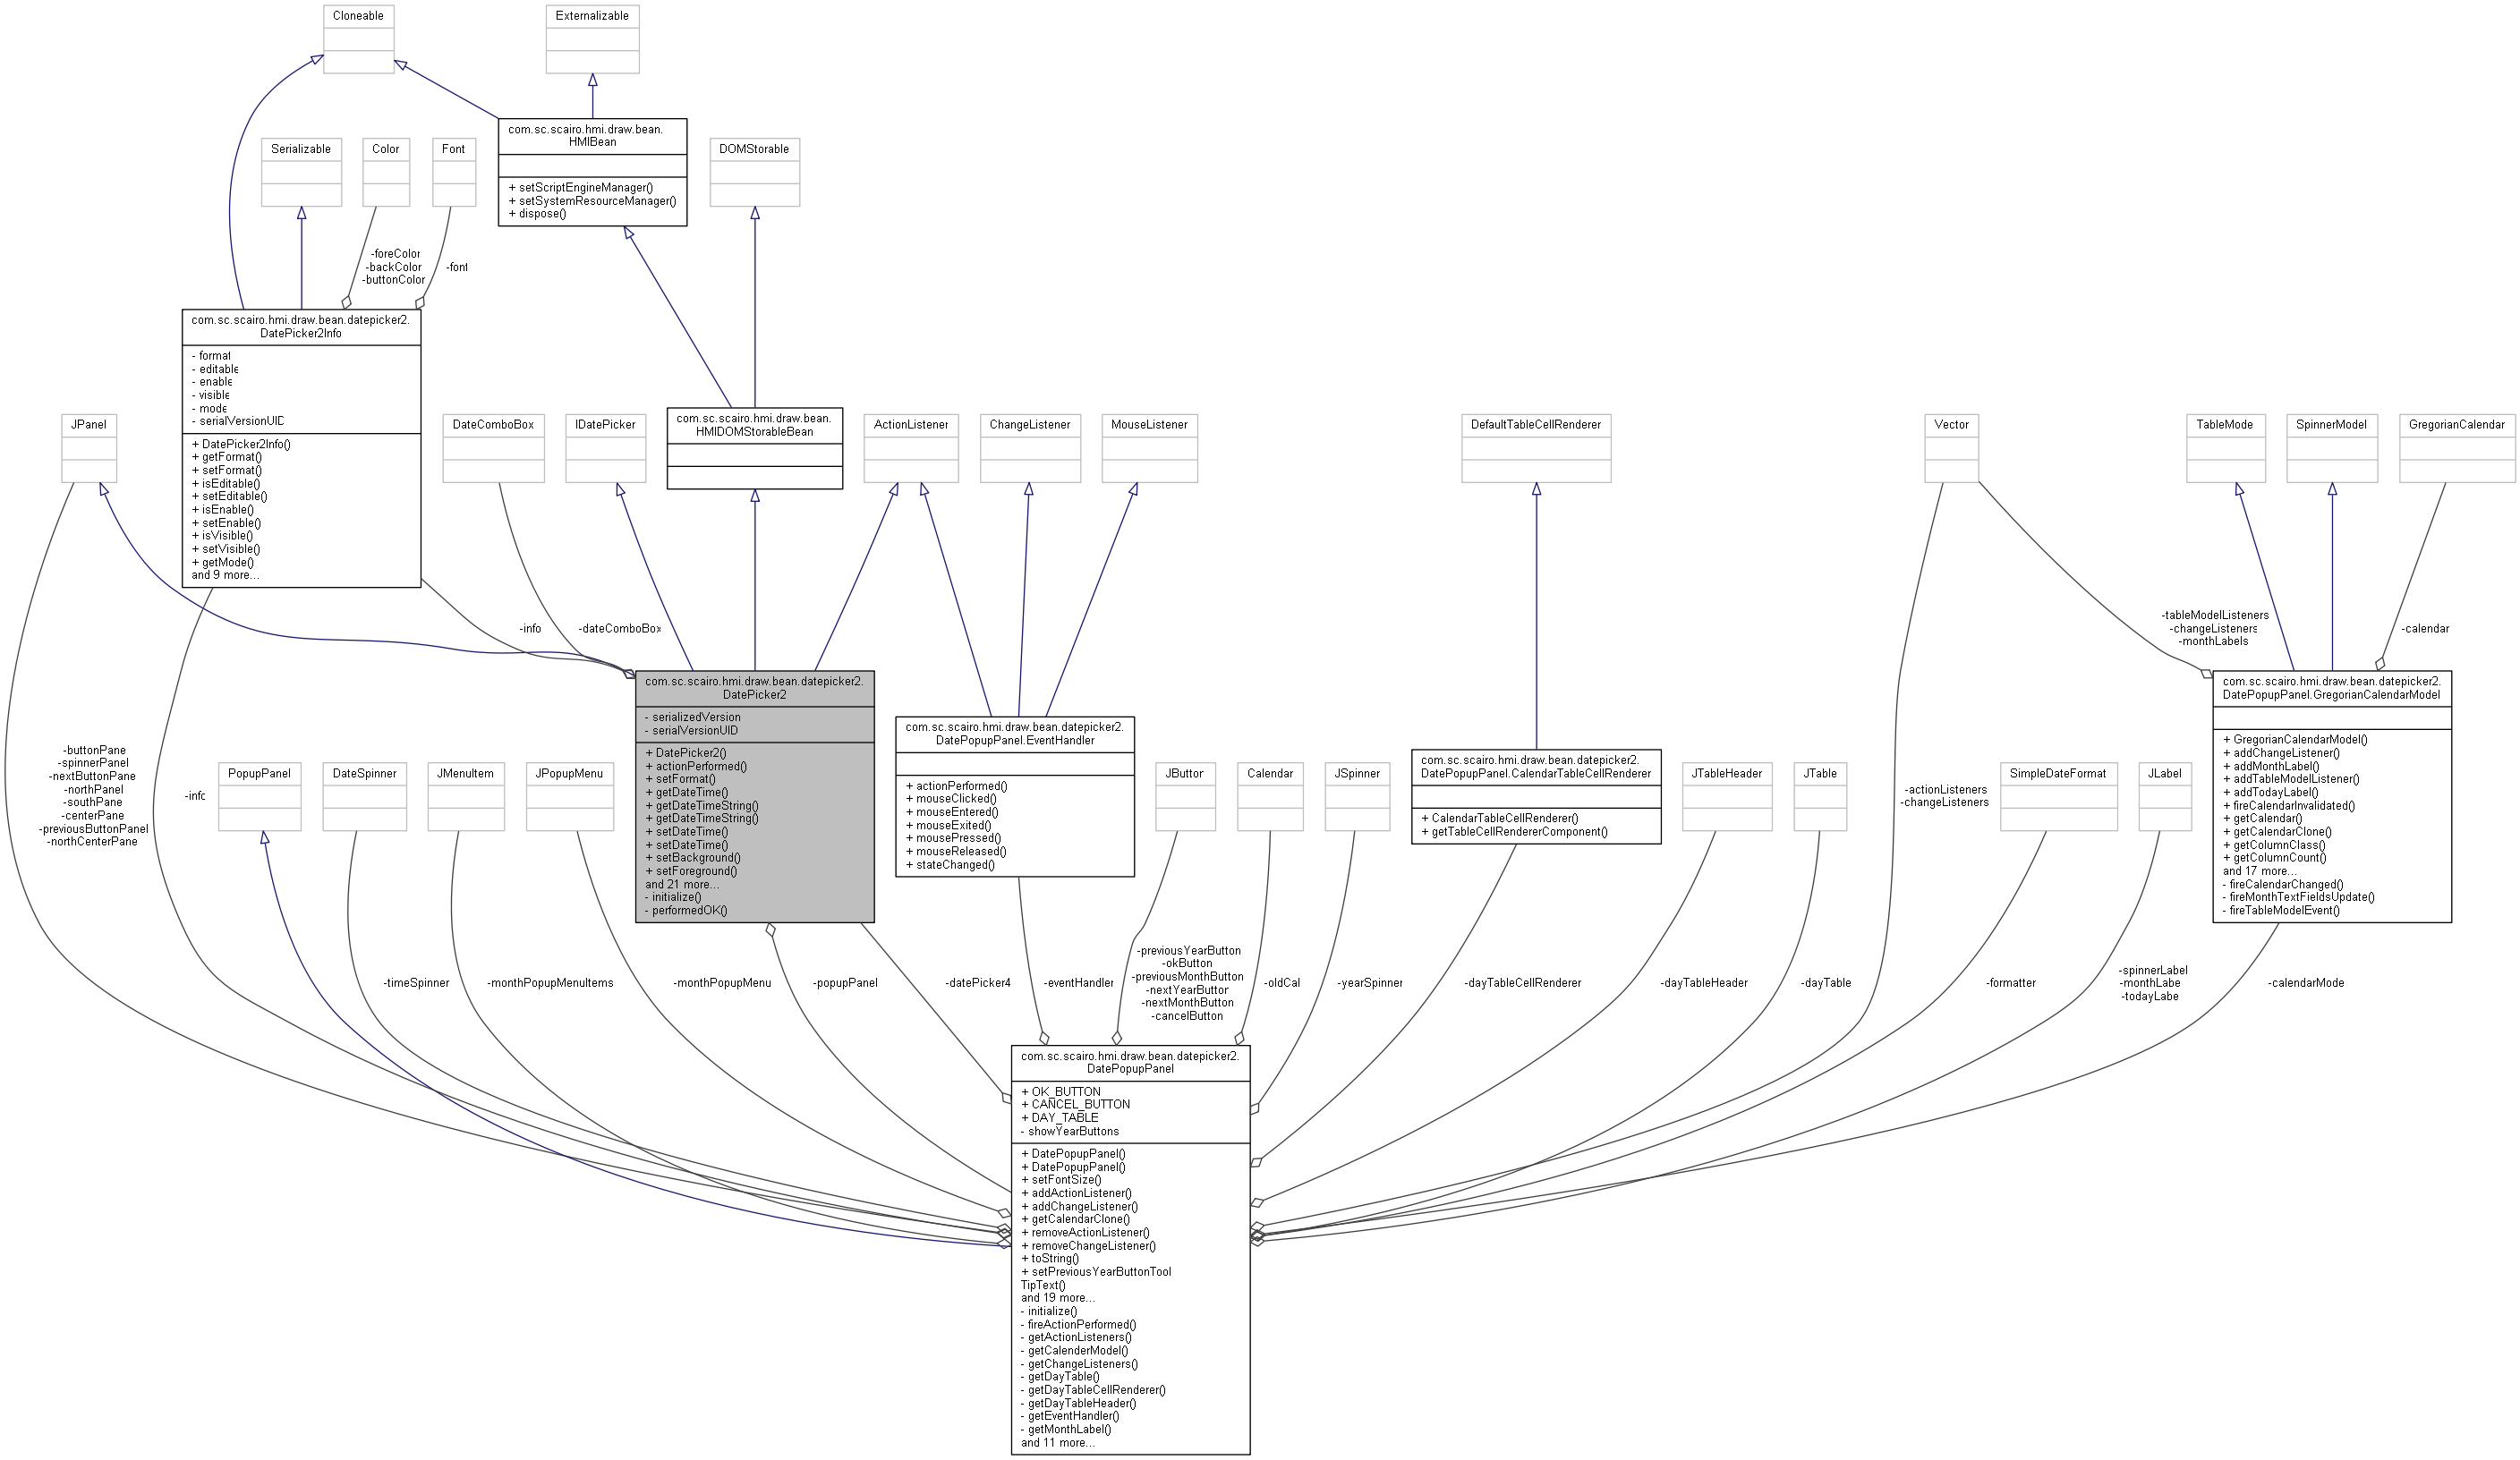 Cloneable
Externalizable
com.sc.scairo.hmi.draw.bean.
HMIBean
+ setScriptEngineManager()
+ setSystemResourceManager()
+ dispose()
Serializable
Color
Font
DOMStorable
-foreColor
-backColor
-buttonColor
-font
com.sc.scairo.hmi.draw.bean.datepicker2.
DatePicker2Info
- format
- editable
- enable
- visible
- mode
- serialVersionUID
+ DatePicker2Info()
+ getFormat()
+ setFormat()
+ isEditable()
+ setEditable()
+ isEnable()
+ setEnable()
+ isVisible()
+ setVisible()
+ getMode()
and 9 more...
JPanel
DateComboBox
IDatePicker
com.sc.scairo.hmi.draw.bean.
HMIDOMStorableBean
ActionListener
ChangeListener
MouseListener
DefaultTableCellRenderer
Vector
TableMode
SpinnerModel
GregorianCalendar
-info
-dateComboBox
-tableModelListeners
-changeListeners
-monthLabels
-calendar
com.sc.scairo.hmi.draw.bean.datepicker2.
DatePicker2
- serializedVersion
- serialVersionUID
+ DatePicker2()
+ actionPerformed()
+ setFormat()
+ getDateTime()
+ getDateTimeString()
+ getDateTimeString()
+ setDateTime()
+ setDateTime()
+ setBackground()
+ setForeground()
and 21 more...
- initialize()
- performedOK()
com.sc.scairo.hmi.draw.bean.datepicker2.
DatePopupPanel.EventHandler
+ actionPerformed()
+ mouseClicked()
+ mouseEntered()
+ mouseExited()
+ mousePressed()
+ mouseReleased()
+ stateChanged()
com.sc.scairo.hmi.draw.bean.datepicker2.
DatePopupPanel.CalendarTableCellRenderer
+ CalendarTableCellRenderer()
+ getTableCellRendererComponent()
com.sc.scairo.hmi.draw.bean.datepicker2.
DatePopupPanel.GregorianCalendarModel
+ GregorianCalendarModel()
+ addChangeListener()
+ addMonthLabel()
+ addTableModelListener()
+ addTodayLabel()
+ fireCalendarInvalidated()
+ getCalendar()
+ getCalendarClone()
+ getColumnClass()
+ getColumnCount()
and 17 more...
- fireCalendarChanged()
- fireMonthTextFieldsUpdate()
- fireTableModelEvent()
-buttonPane
-spinnerPanel
-nextButtonPane
-northPanel
-southPane
-centerPane
-previousButtonPanel
-northCenterPane
-info
PopupPanel
DateSpinner
JMenuItem
JPopupMenu
JButtor
Calendar
JSpinner
JTableHeader
JTable
-actionListeners
-changeListeners
SimpleDateFormat
JLabel
-timeSpinner
-monthPopupMenuItems
-monthPopupMenu
-popupPanel
-datePicker4
-eventHandler
-previousYearButton
-okButton
-previousMonthButton
-nextYearButtor
-nextMonthButton
-cancelButton
-oldCal
-yearSpinner
-dayTableCellRenderer
-dayTableHeader
-dayTable
-formatter
-spinnerLabel
-monthLabe
-todayLabe
-calendarMode
com.sc.scairo.hmi.draw.bean.datepicker2.
DatePopupPanel
+ OK_BUTTON
+ CANCEL_BUTTON
+ DAY_TABLE
- showYearButtons
+ DatePopupPanel()
+ DatePopupPanel()
+ setFontSize()
+ addActionListener()
+ addChangeListener()
+ getCalendarClone()
+ removeActionListener()
+ removeChangeListener()
+ toString()
+ setPreviousYearButtonTool
TipText()
and 19 more...
- initialize()
- fireActionPerformed()
- getActionListeners()
- getCalenderModel()
- getChangeListeners()
- getDayTable()
- getDayTableCellRenderer()
- getDayTableHeader()
- getEventHandler()
- getMonthLabel()
and 11 more...